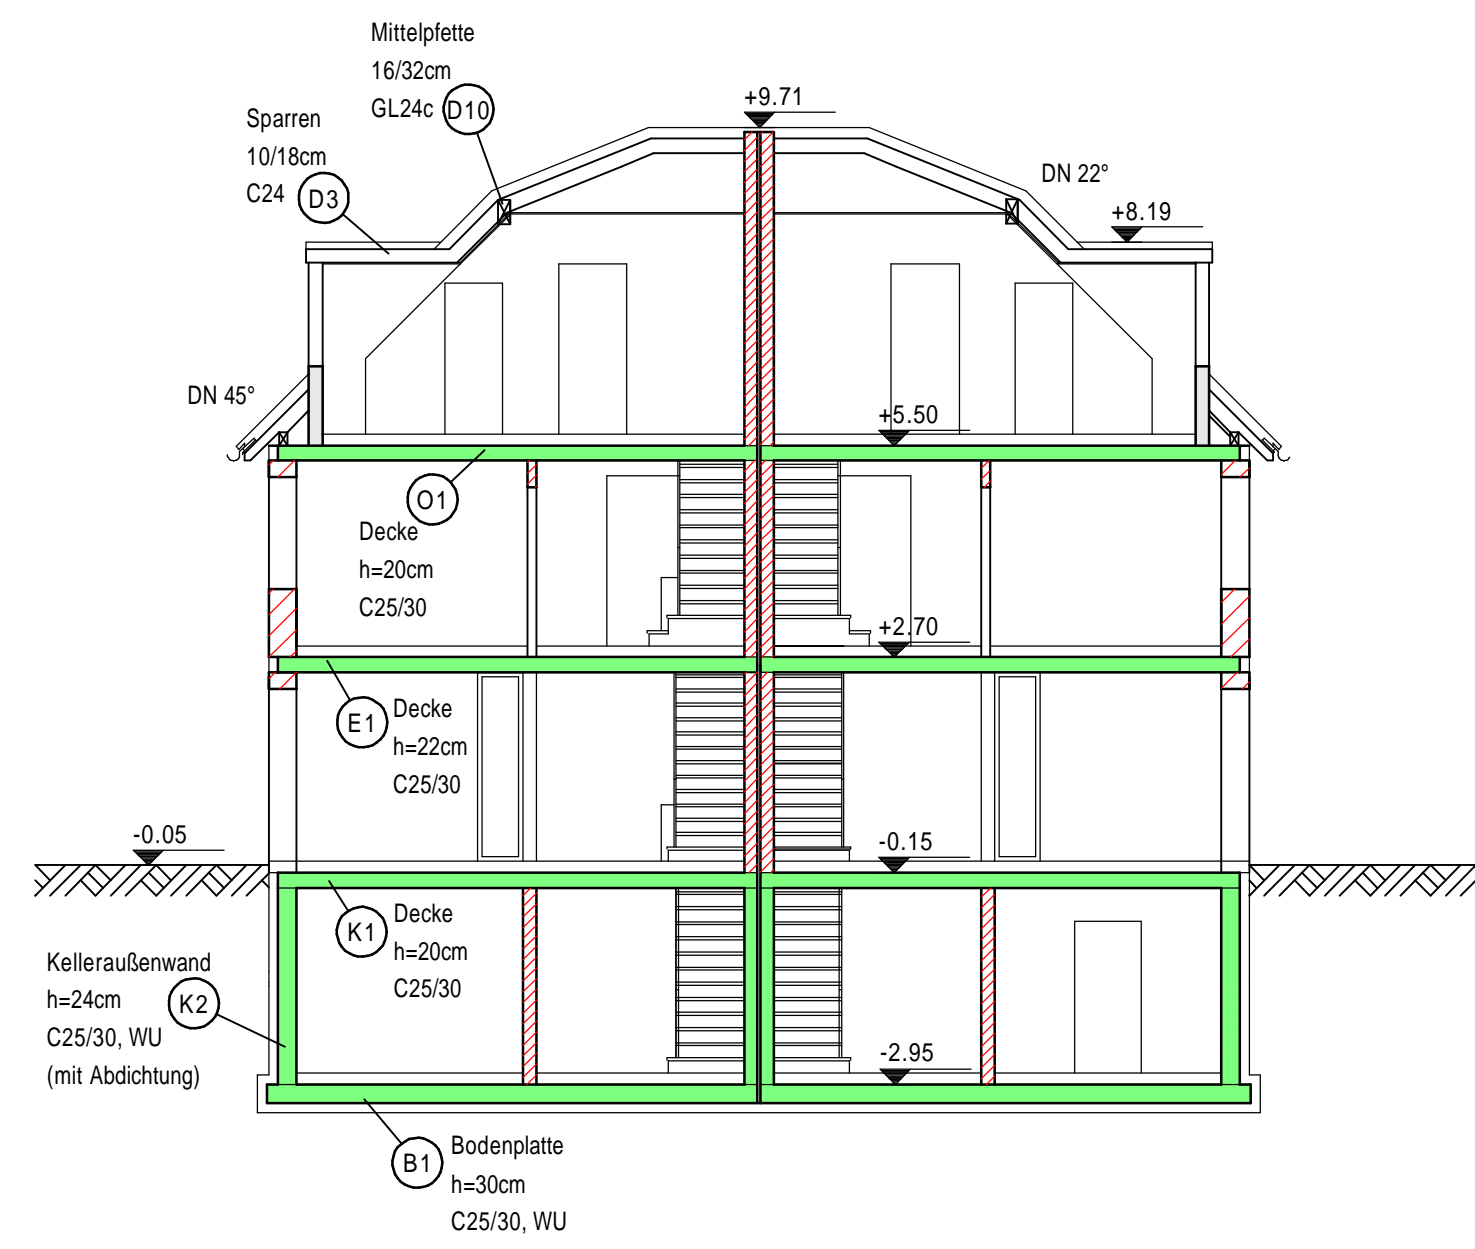 Mittelpfette
16/32cm
GL24c D10
+9.71
Sparren
10/18cm
C24 D3
DN 22°
+8.19
DN 45°
+5.50
O1
Decke
h=20cm
C25/30
+2.70
E1
Decke
h=22cm
C25/30
-0.05
-0.15
K1
Decke
h=20cm
C25/30
Kelleraußenwand
h=24cm
K2
C25/30, WU
(mit Abdichtung)
-2.95
B1
Bodenplatte
h=30cm
C25/30, WU